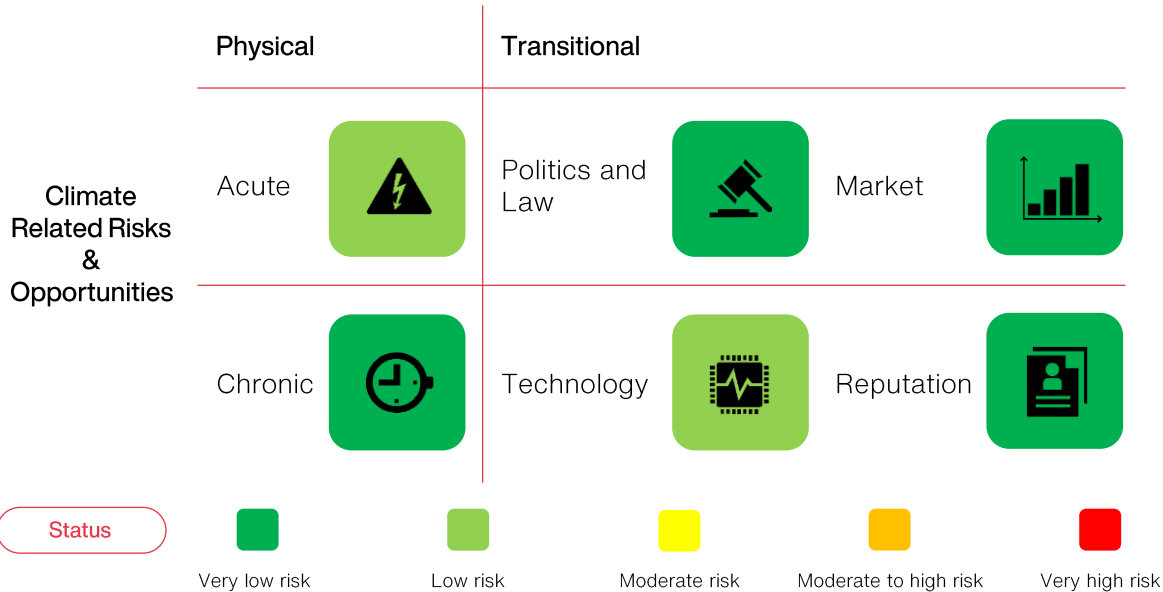 Physical
Transitional
Climate
Related Risks
&
Opportunities
Acute
Politics and
Law
Market
Chronic
Technology
Reputation
Status
Very low risk
Low risk
Moderate risk
Moderate to high risk
Very high risk